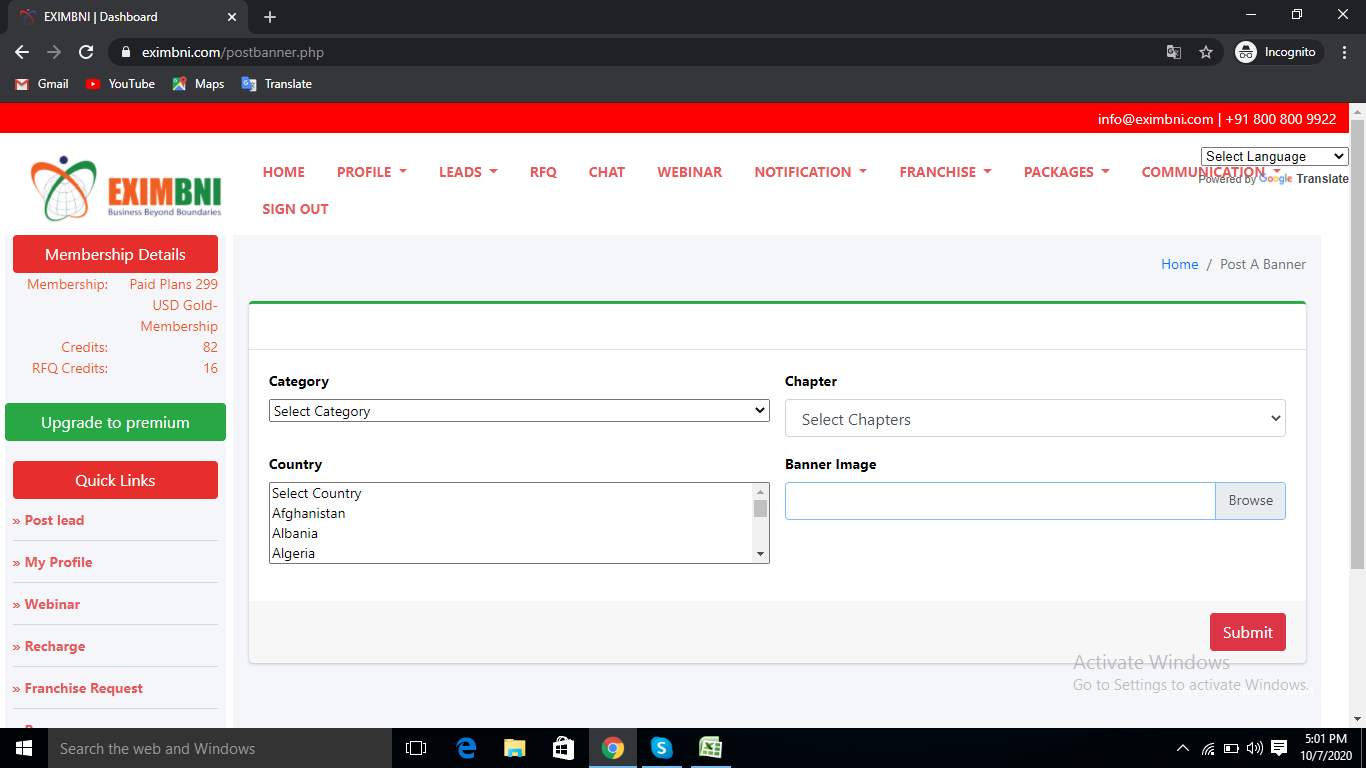 EXIMBNI | Dashboard
eximbni.com/postbanner.php
Incognito
Gmail YouTube Maps Translate
info@eximbni.com | +91 800 800 9922
EXIMBNI
Business Beyond Boundaries
HOME PROFILE LEADS RFQ CHAT WEBINAR NOTIFICATION FRANCHISE PACKAGES COMMUNICATION
SIGN OUT
Select Language
Powered by Google Translate
Membership Details
Membership: Paid Plans 299
USD Gold-
Membership
Credits: 82
RFQ Credits: 16
Upgrade to premium
Quick Links
» Post lead
» My Profile
» Webinar
» Recharge
» Franchise Request
Home / Post A Banner
Category
Select Category
Chapter
Select Chapters
Country
Select Country
Afghanistan
Albania
Algeria
Banner Image
Browse
Submit
Activate Windows
Go to Settings to activate Windows.
Search the web and Windows
5:01 PM
10/7/2020